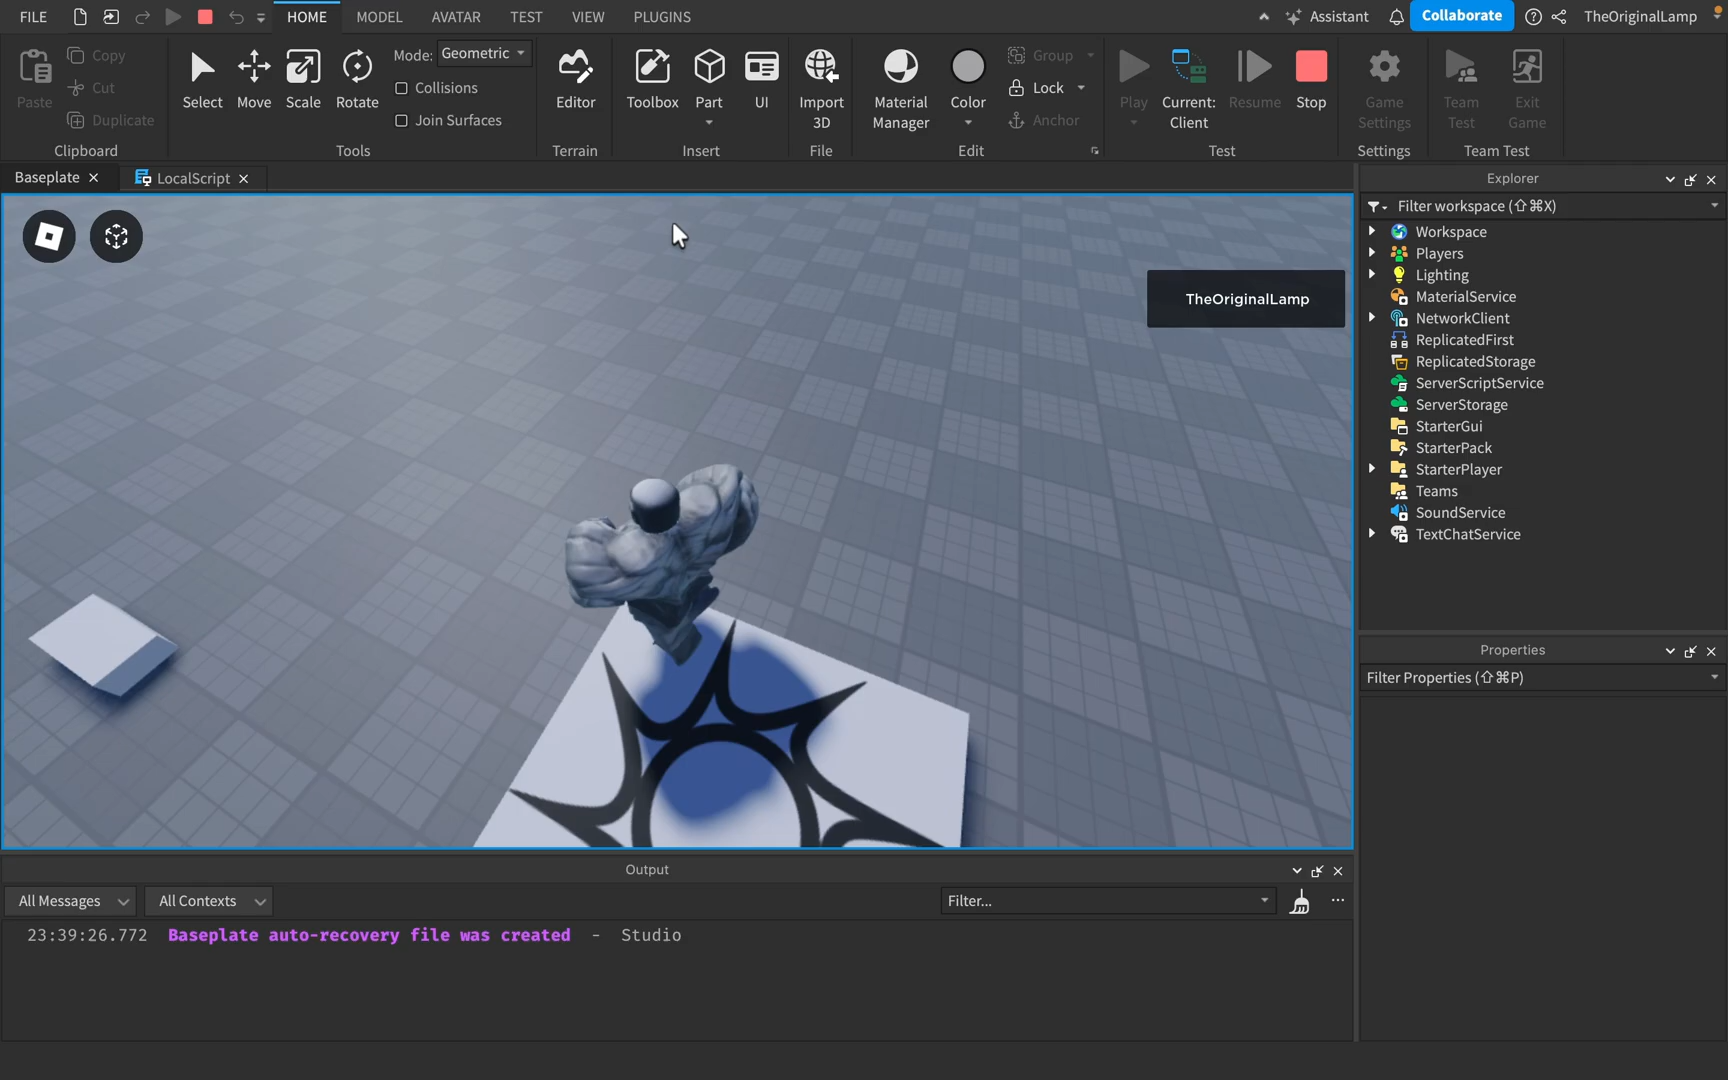 FILE
HOME
MODEL
AVATAR
TEST
VIEW
PLUGINS
Assistant
Collaborate
TheOriginalLamp
Paste
Copy
Cut
Duplicate
Clipboard
Select
Move
Scale
Rotate
Mode: Geometric
Collisions
Join Surfaces
Tools
Editor
Terrain
Toolbox
Part
UI
Insert
Import
3D
File
Material
Manager
Color
Group
Lock
Anchor
Edit
Play
Current:
Client
Resume
Stop
Test
Game
Settings
Settings
Team
Test
Exit
Game
Team Test
Baseplate
LocalScript
TheOriginalLamp
Explorer
Filter workspace (⇧⌘X)
Workspace
Players
Lighting
MaterialService
NetworkClient
ReplicatedFirst
ReplicatedStorage
ServerScriptService
ServerStorage
StarterGui
StarterPack
StarterPlayer
Teams
SoundService
TextChatService
Properties
Filter Properties (⇧⌘P)
Output
All Messages
All Contexts
Filter...
23:39:26.772 Baseplate auto-recovery file was created - Studio